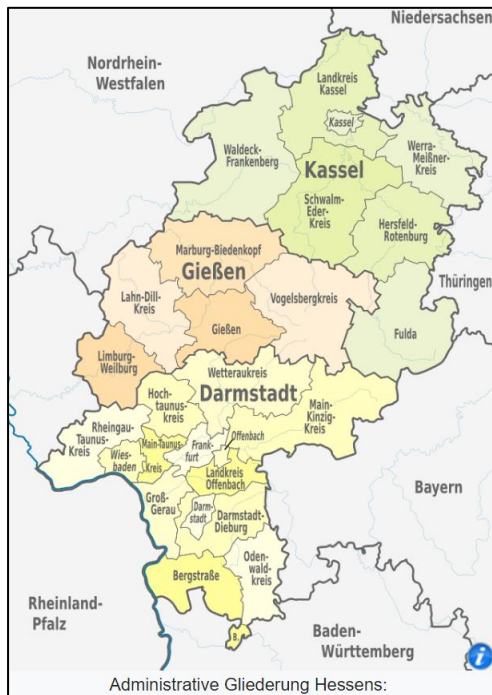 Niedersachsen
Nordrhein-
Westfalen
Landkreis
Kassel
Kassel
Waldeck-
Frankenberg
Werra-
Meißner-
Kreis
Kassel
Schwalm-
Eder-
Kreis
Hersfeld-
Rotenburg
Marburg-Biedenkopf
Gießen
Thüringen
Lahn-Dill-
Kreis
Vogelsbergkreis
Gießen
Fulda
Limburg-
Weilburg
Wetteraukreis
Darmstadt
Hoch-
taunus-
kreis
Main-
Kinzig-
Kreis
Rheingau-
Taunus-
Kreis
Main-Taunus-
Kreis
Frank-
furt
Offenbach
Wies-
baden
Landkreis
Offenbach
Bayern
Groß-
Gerau
Darm-
stadt
Darmstadt-
Dieburg
Oden-
wald-
kreis
Bergstraße
Rheinland-
Pfalz
B.
Baden-
Württemberg
i
Administrative Gliederung Hessens: